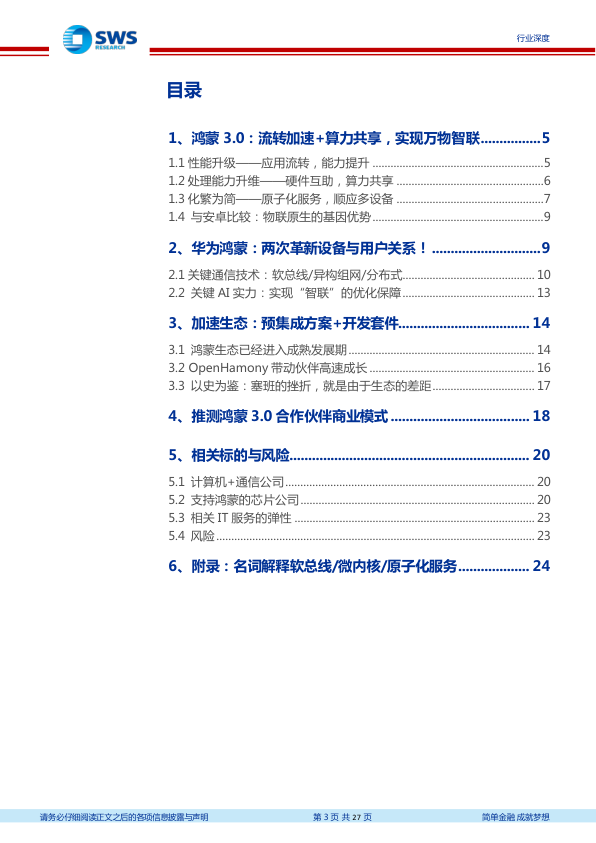 SWS
RESEARCH
行业深度
目录
1、鸿蒙 3.0：流转加速+算力共享，实现万物智联................5
1.1 性能升级——应用流转，能力提升........................................................5
1.2 处理能力升维——硬件互助，算力共享................................................6
1.3 化繁为简——原子化服务，顺应多设备................................................7
1.4 与安卓比较：物联原生的基因优势........................................................9
2、华为鸿蒙：两次革新设备与用户关系！.............................9
2.1 关键通信技术：软总线/异构组网/分布式........................................... 10
2.2 关键 AI 实力：实现“智联”的优化保障........................................... 13
3、加速生态：预集成方案+开发套件................................... 14
3.1 鸿蒙生态已经进入成熟发展期............................................................. 14
3.2 OpenHamony 带动伙伴高速成长...................................................... 16
3.3 以史为鉴：塞班的挫折，就是由于生态的差距.................................. 17
4、推测鸿蒙 3.0 合作伙伴商业模式..................................... 18
5、相关标的与风险................................................................ 20
5.1 计算机+通信公司.................................................................................. 20
5.2 支持鸿蒙的芯片公司............................................................................. 20
5.3 相关 IT 服务的弹性............................................................................... 23
5.4 风险........................................................................................................ 23
6、附录：名词解释软总线/微内核/原子化服务................... 24
请务必仔细阅读正文之后的各项信息披露与声明 第 3 页 共 27 页 简单金融 成就梦想